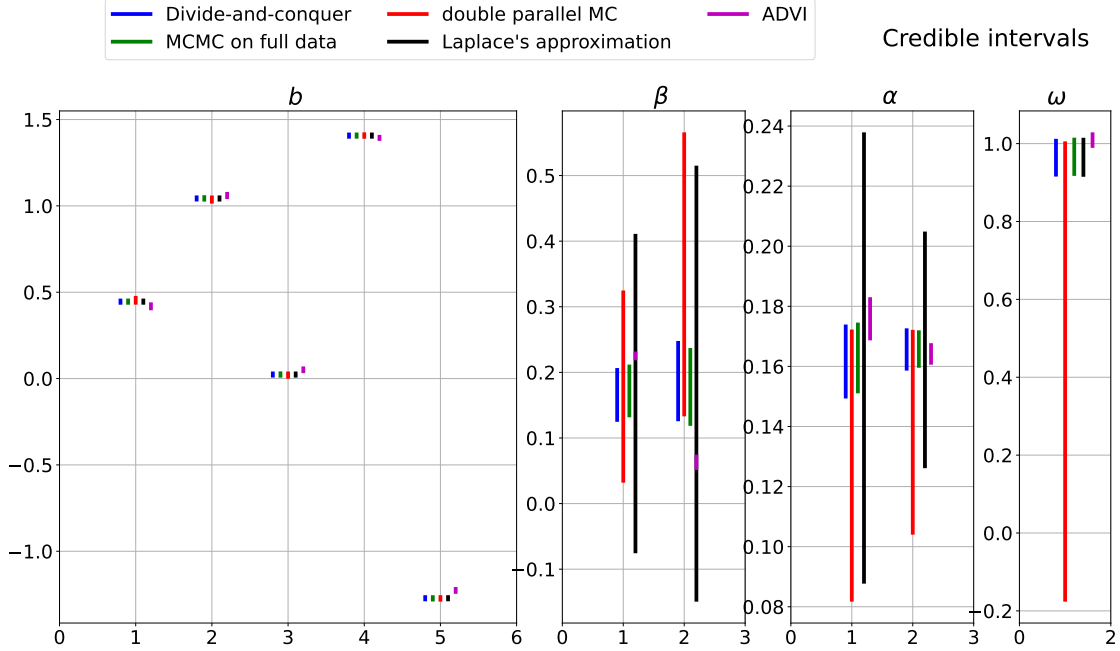 Divide-and-conquer double parallel MC ADVI
MCMC on full data Laplace's approximation
Credible intervals
b
1.5
1.0
0.5
0.0
−0.5
−1.0
0 1 2 3 4 5 6
β
0.5
0.4
0.3
0.2
0.1
0.0
−0.1
0 1 2 3
α
0.24
0.22
0.20
0.18
0.16
0.14
0.12
0.10
0.08
0 1 2 3
ω
1.0
0.8
0.6
0.4
0.2
0.0
−0.2
0 1 2